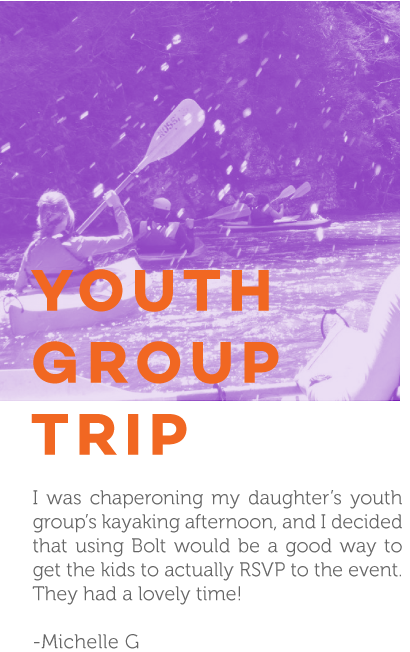 YOUTH
GROUP
TRIP
I was chaperoning my daughter’s youth
group’s kayaking afternoon, and I decided
that using Bolt would be a good way to
get the kids to actually RSVP to the event.
They had a lovely time!
-Michelle G